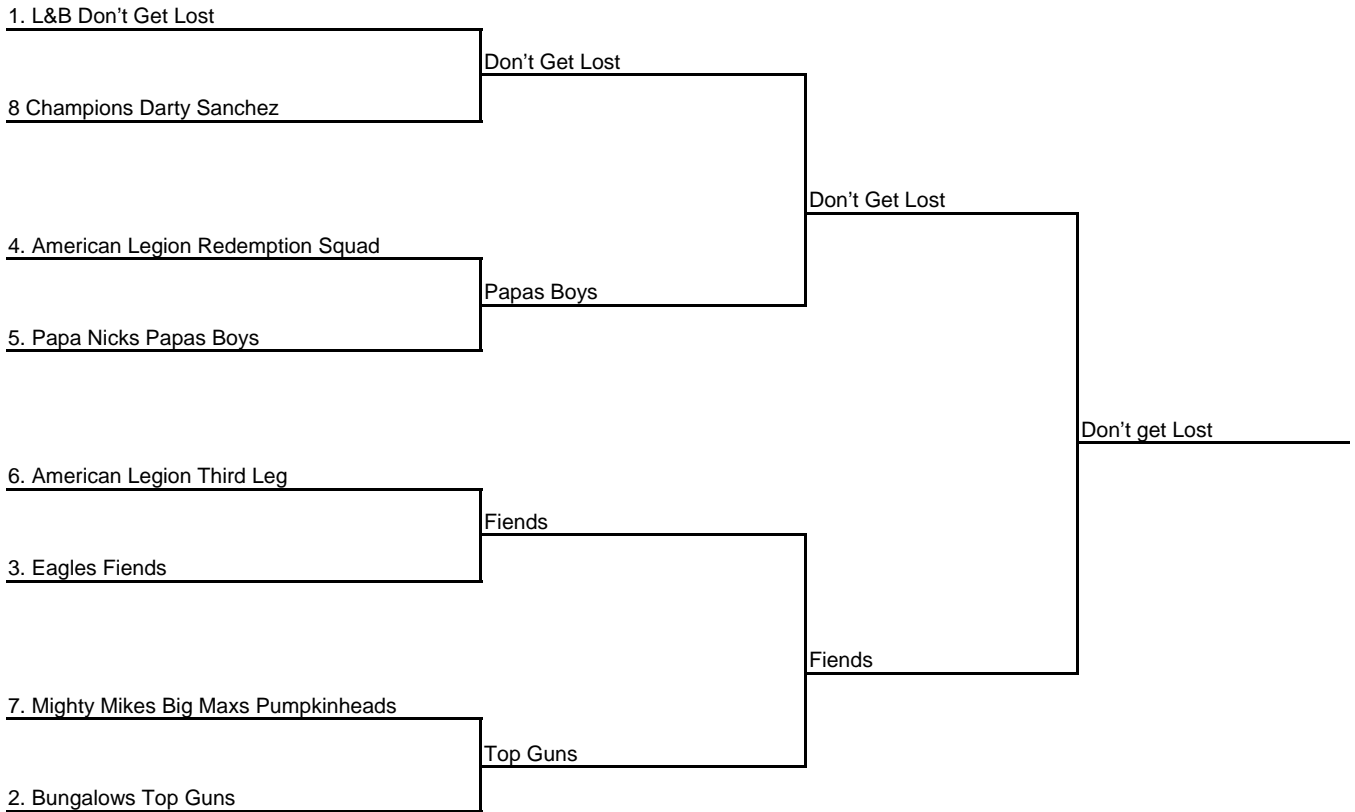 1. L&B Don’t Get Lost
Don’t Get Lost
8 Champions Darty Sanchez
Don’t Get Lost
4. American Legion Redemption Squad
Papas Boys
5. Papa Nicks Papas Boys
Don’t get Lost
6. American Legion Third Leg
Fiends
3. Eagles Fiends
Fiends
7. Mighty Mikes Big Maxs Pumpkinheads
Top Guns
2. Bungalows Top Guns